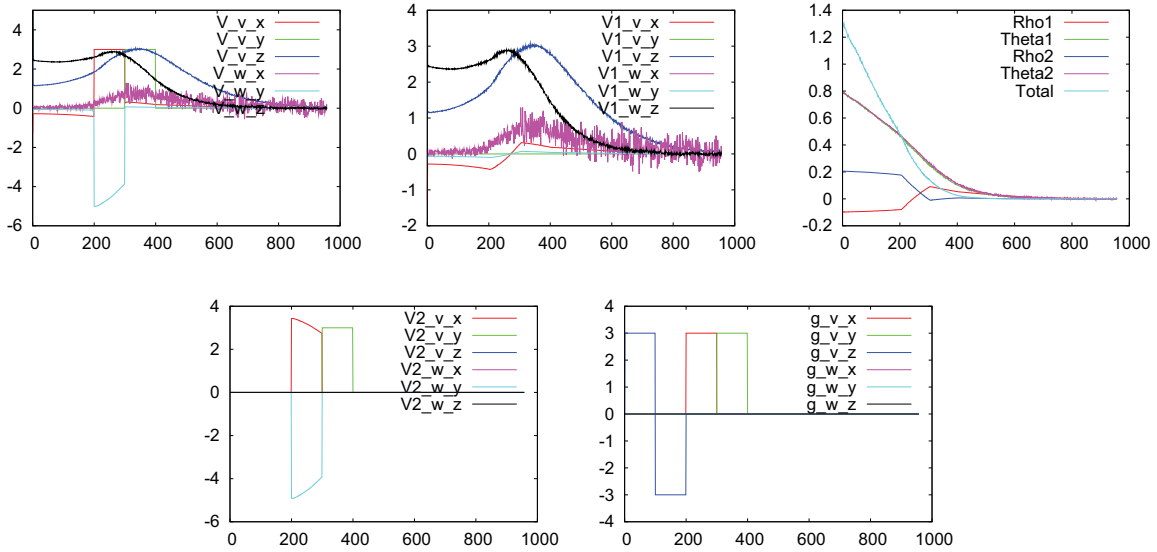 4
2
0
-2
-4
-6
0 200 400 600 800 1000
V_v_x
V_v_y
V_v_z
V_w_x
V_w_y
V_w_z
4
3
2
1
0
-1
-2
0 200 400 600 800 1000
V1_v_x
V1_v_y
V1_v_z
V1_w_x
V1_w_y
V1_w_z
1.4
1.2
1
0.8
0.6
0.4
0.2
0
-0.2
0 200 400 600 800 1000
Rho1
Theta1
Rho2
Theta2
Total
4
2
0
-2
-4
-6
0 200 400 600 800 1000
V2_v_x
V2_v_y
V2_v_z
V2_w_x
V2_w_y
V2_w_z
4
3
2
1
0
-1
-2
-3
-4
0 200 400 600 800 1000
g_v_x
g_v_y
g_v_z
g_w_x
g_w_y
g_w_z